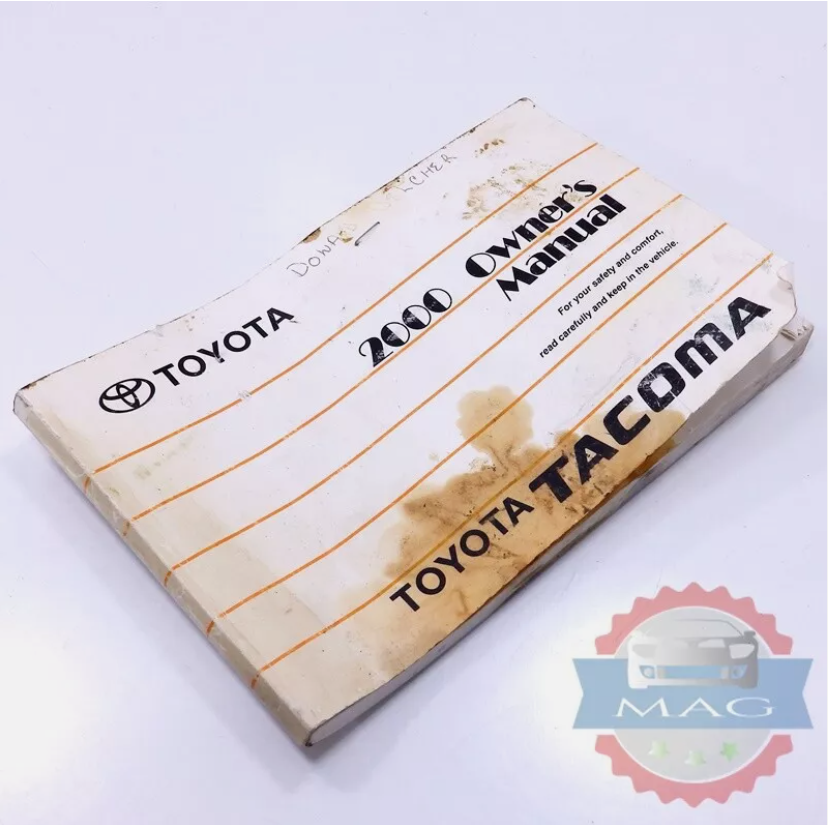 TOYOTA
2000 Owner's
Manual
For your safety and comfort,
read carefully and keep in the vehicle.
TOYOTA TACOMA
MAG